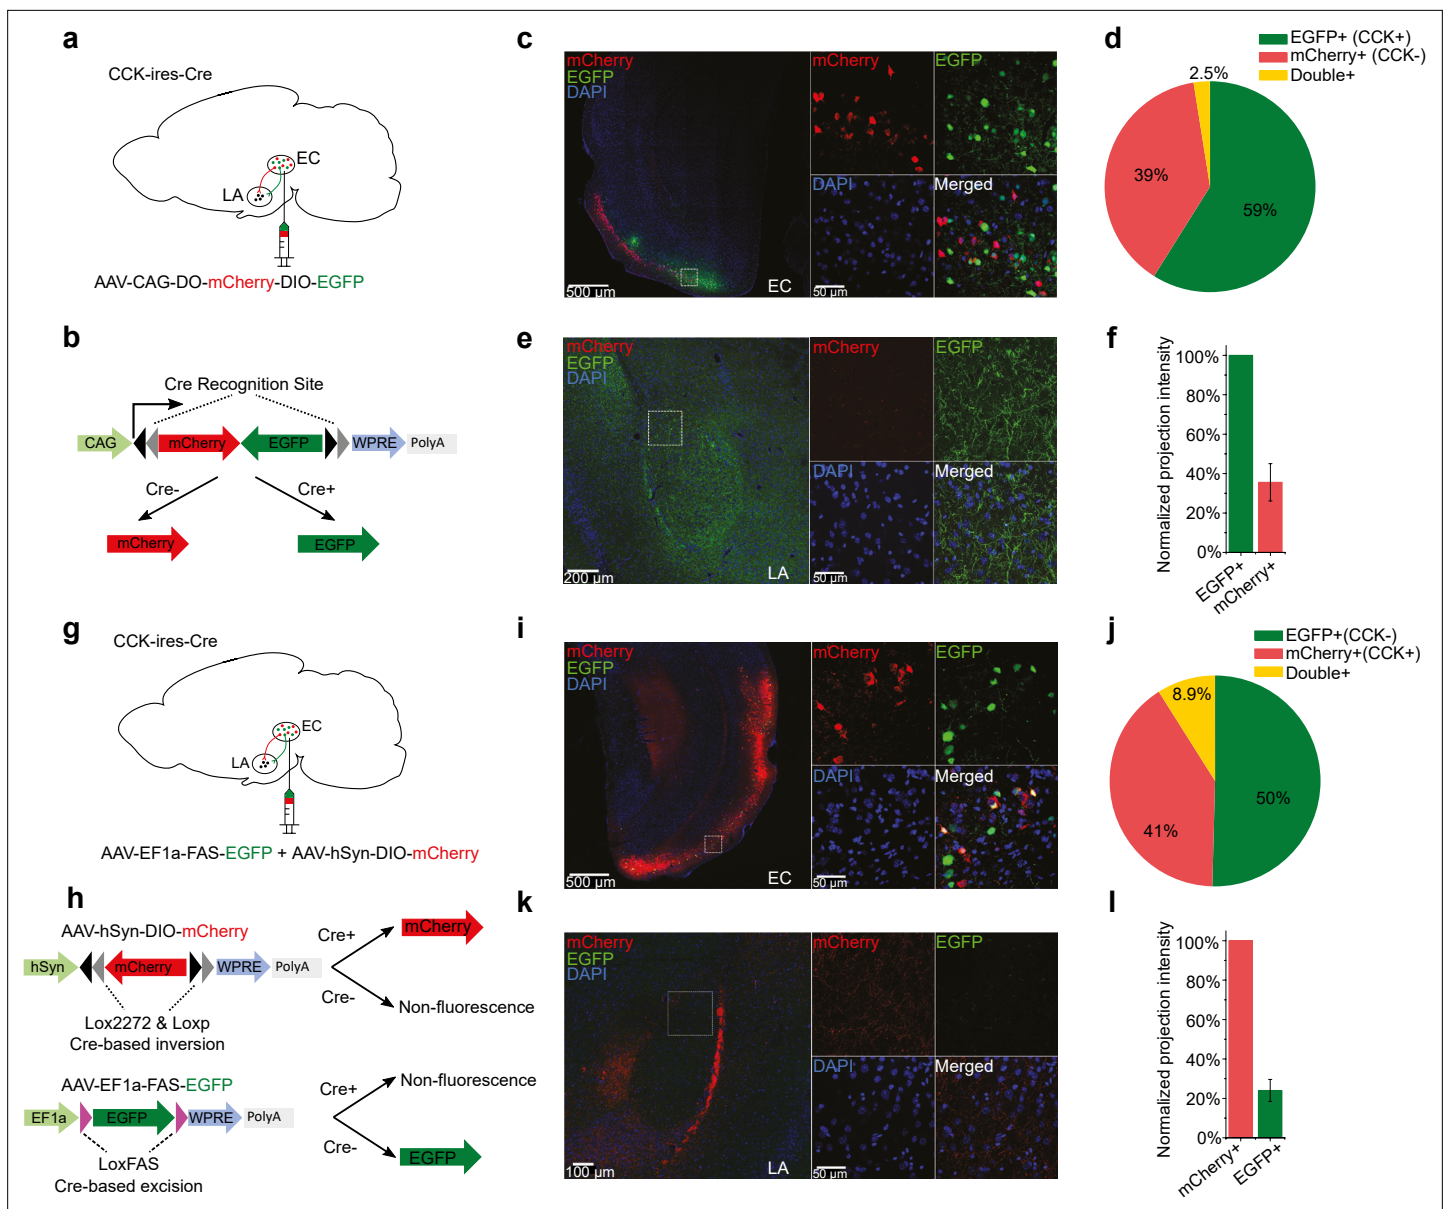 a
CCK-ires-Cre
EC
LA
AAV-CAG-DO-mCherry-DIO-EGFP
b
Cre Recognition Site
CAG
mCherry
EGFP
WPRE
PolyA
Cre-
Cre+
mCherry
EGFP
c
mCherry
EGFP
DAPI
500 µm
EC
mCherry
EGFP
DAPI
Merged
50 µm
d
EGFP+ (CCK+)
mCherry+ (CCK-)
Double+
2.5%
39%
59%
e
mCherry
EGFP
DAPI
200 µm
LA
mCherry
EGFP
DAPI
Merged
50 µm
f
Normalized projection intensity
100%
80%
60%
40%
20%
0%
EGFP+
mCherry+
g
CCK-ires-Cre
EC
LA
AAV-EF1a-FAS-EGFP + AAV-hSyn-DIO-mCherry
h
AAV-hSyn-DIO-mCherry
hSyn
mCherry
WPRE
PolyA
Cre+
mCherry
Cre-
Non-fluorescence
Lox2272 & Loxp
Cre-based inversion
AAV-EF1a-FAS-EGFP
EF1a
EGFP
WPRE
PolyA
Cre+
Non-fluorescence
Cre-
EGFP
LoxFAS
Cre-based excision
i
mCherry
EGFP
DAPI
500 µm
EC
mCherry
EGFP
DAPI
Merged
50 µm
j
EGFP+(CCK-)
mCherry+(CCK+)
Double+
8.9%
41%
50%
k
mCherry
EGFP
DAPI
100 µm
LA
mCherry
EGFP
DAPI
Merged
50 µm
l
Normalized projection intensity
100%
80%
60%
40%
20%
0%
mCherry+
EGFP+